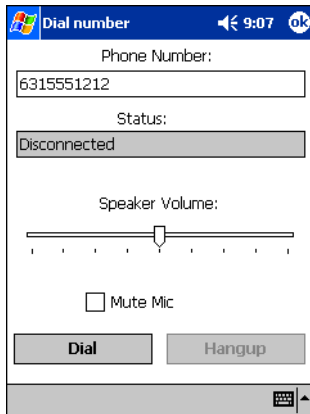 Dial number 9:07 ok
Phone Number:
6315551212
Status:
Disconnected
Speaker Volume:
Mute Mic
Dial Hangup